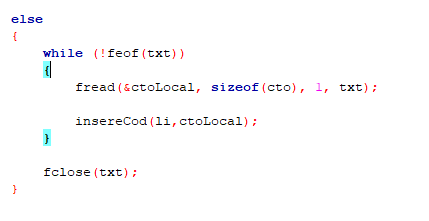 else
{
    while (!feof(txt))
    {
        fread(&ctoLocal, sizeof(cto), 1, txt);

        insereCod(li,ctoLocal);
    }

    fclose(txt);
}